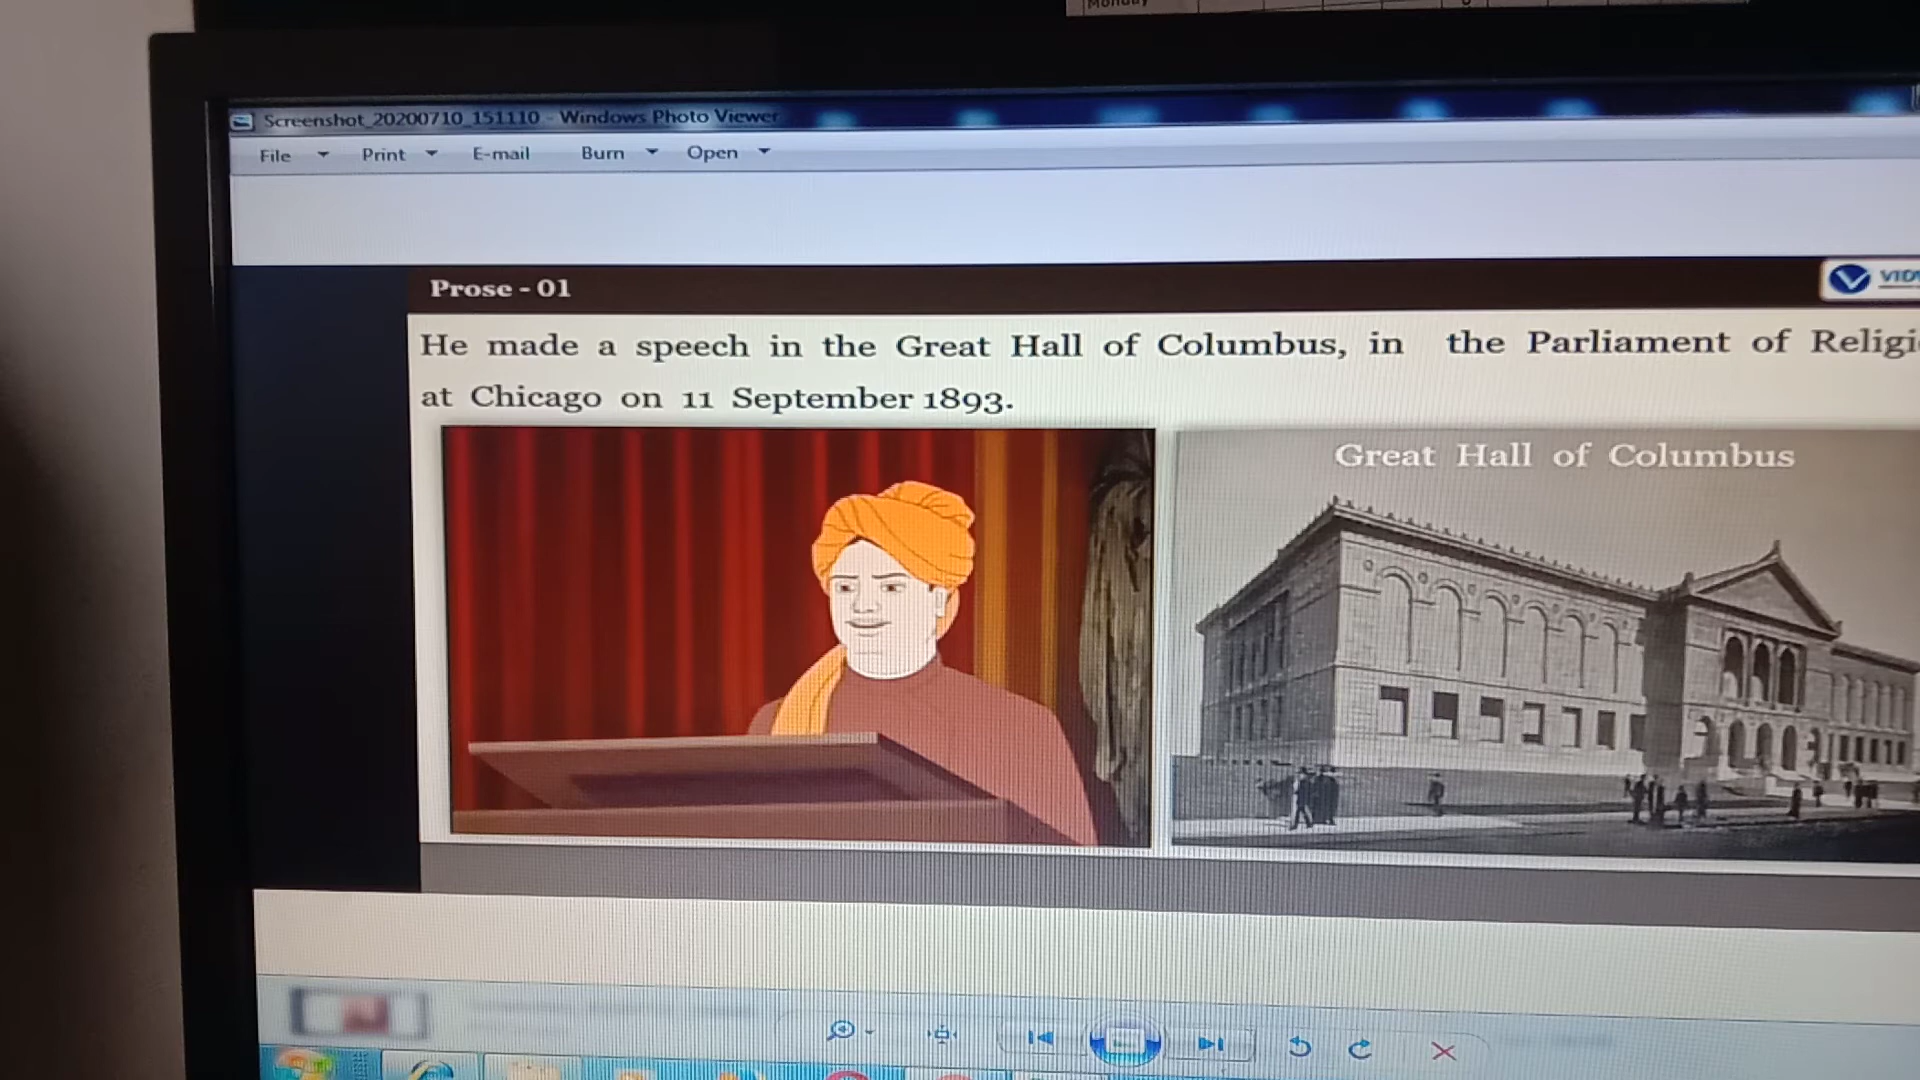 Monday
Screenshot_20200710_151110 - Windows Photo Viewer
File Print E-mail Burn Open
Prose - 01
He made a speech in the Great Hall of Columbus, in the Parliament of
at Chicago on 11 September 1893.
Great Hall of Columbus